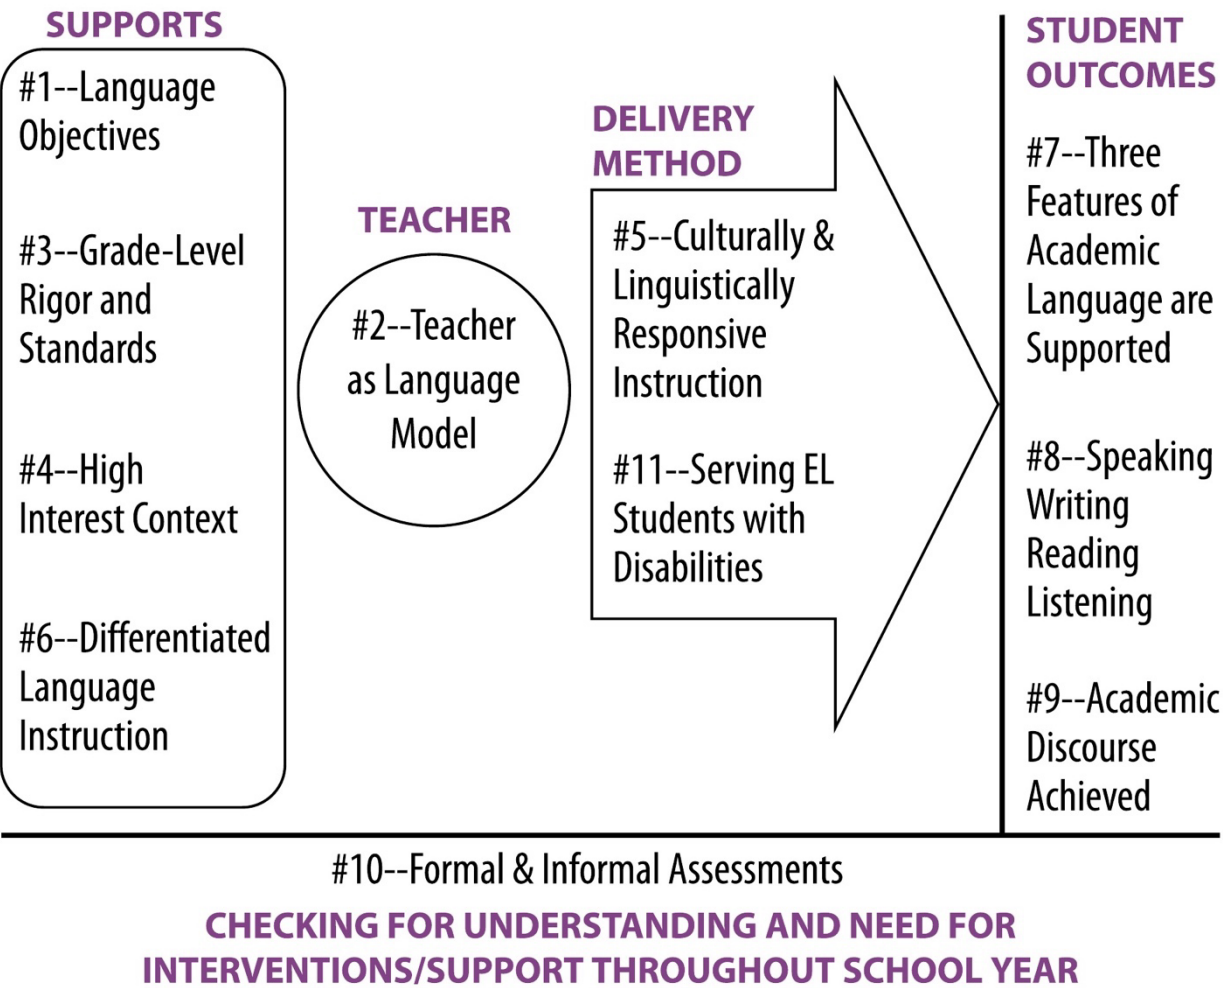 SUPPORTS
#1--Language
Objectives
#3--Grade-Level
Rigor and
Standards
#4--High
Interest Context
#6--Differentiated
Language
Instruction
TEACHER
#2--Teacher
as Language
Model
DELIVERY
METHOD
#5--Culturally &
Linguistically
Responsive
Instruction
#11--Serving EL
Students with
Disabilities
STUDENT
OUTCOMES
#7--Three
Features of
Academic
Language are
Supported
#8--Speaking
Writing
Reading
Listening
#9--Academic
Discourse
Achieved
#10--Formal & Informal Assessments
CHECKING FOR UNDERSTANDING AND NEED FOR
INTERVENTIONS/SUPPORT THROUGHOUT SCHOOL YEAR